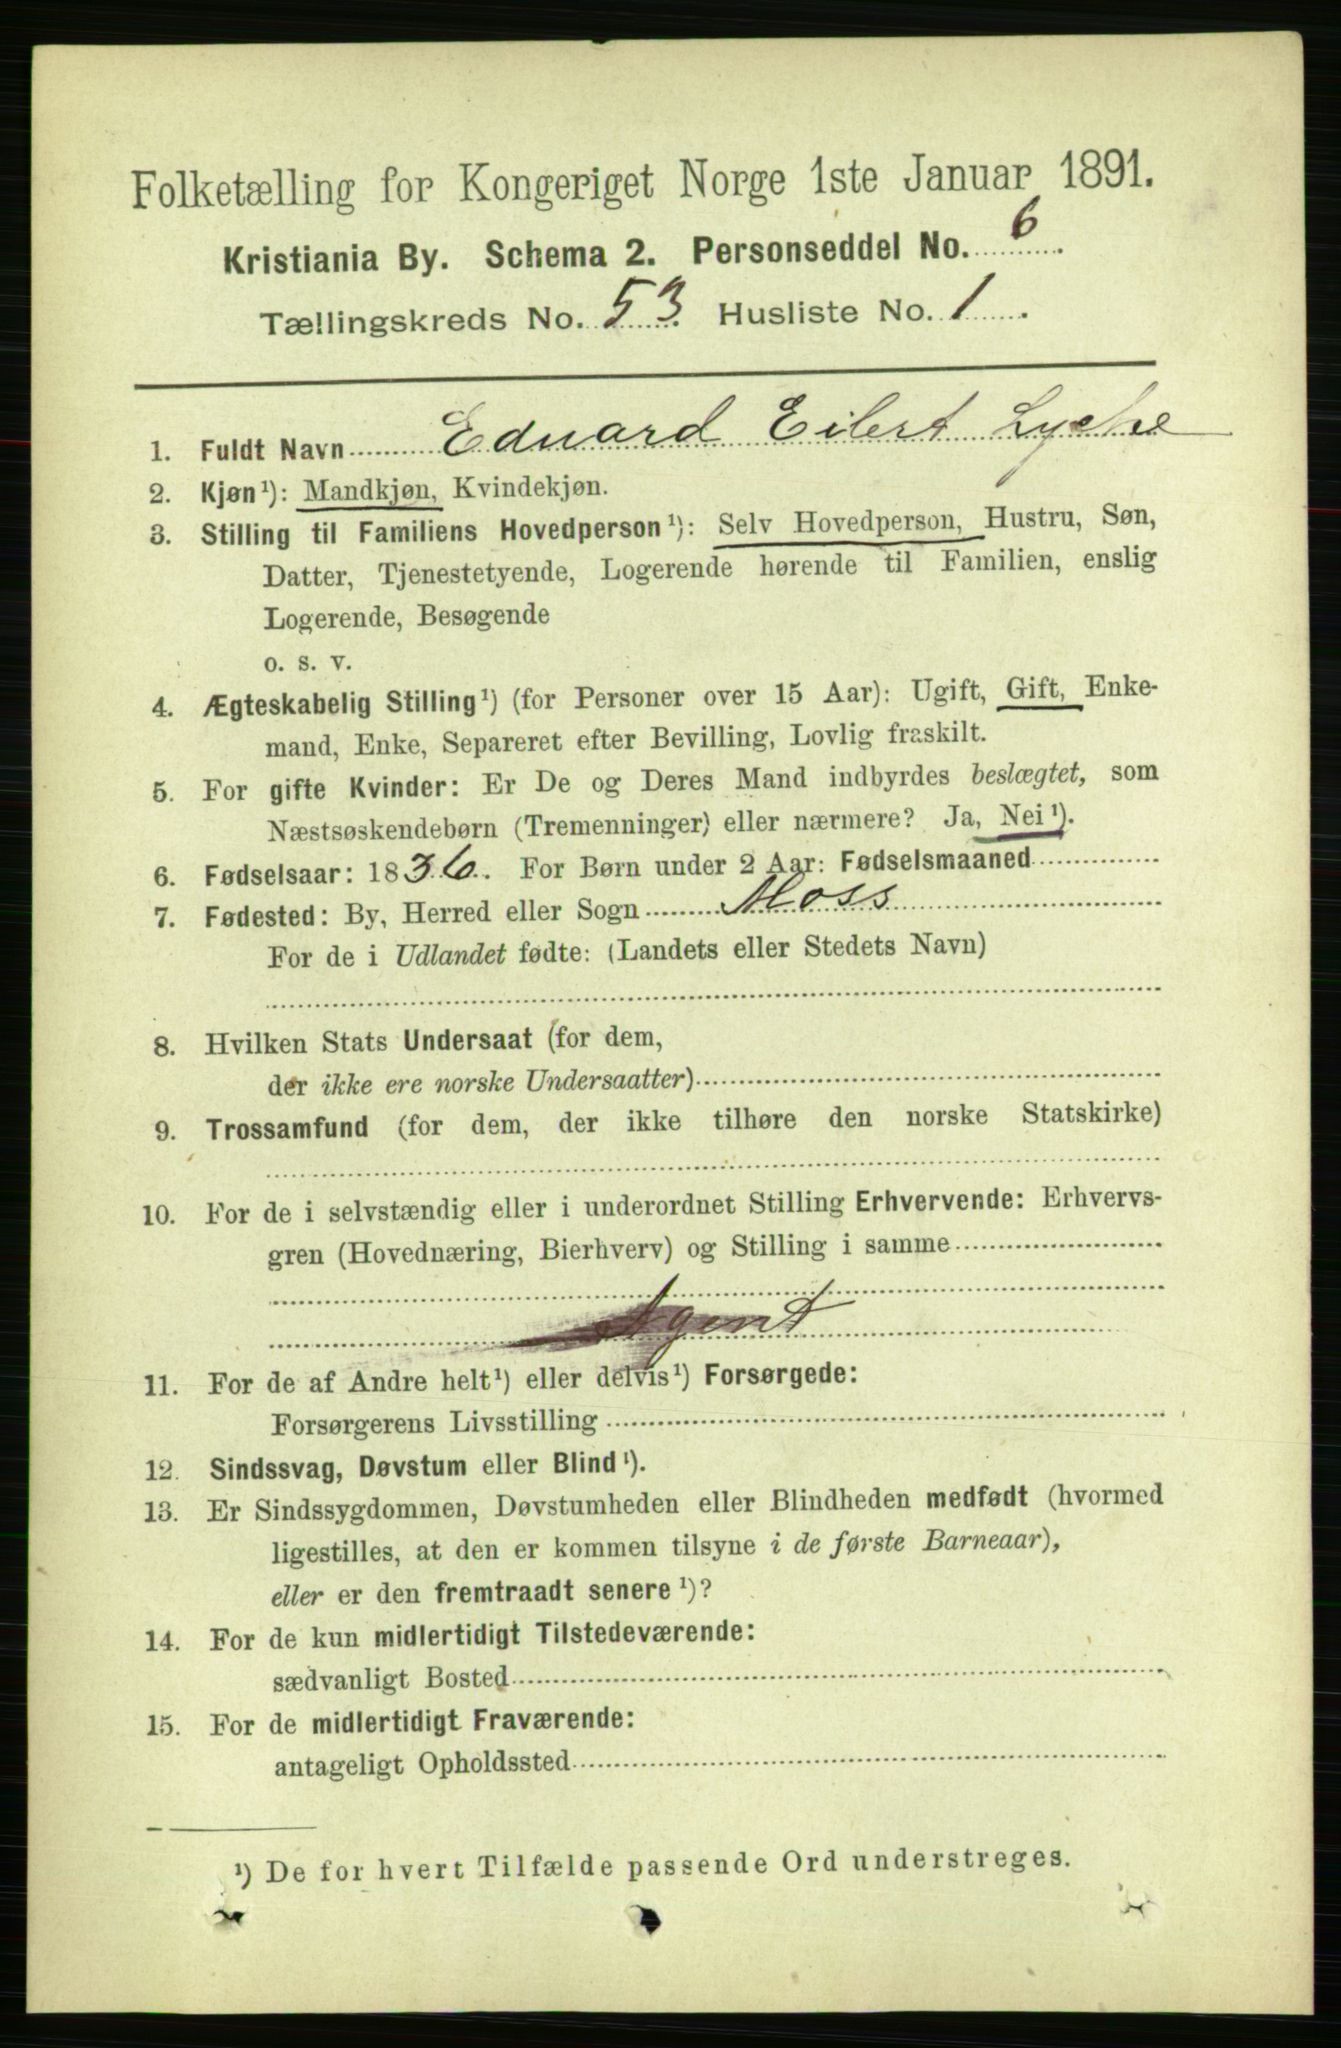 Folketælling for Kongeriget Norge 1ste Januar 1891.
Kristiania By. Schema 2. Personseddel No. 6.
Tællingskreds No. 53. Husliste No. 1.
1. Fuldt Navn Eduard Eilert Lyche
2. Kjøn¹): Mandkjøn, Kvindekjøn.
3. Stilling til Familiens Hovedperson¹): Selv Hovedperson, Hustru, Søn,
Datter, Tjenestetyende, Logerende hørende til Familien, enslig
Logerende, Besøgende
o. s. v.
4. Ægteskabelig Stilling¹) (for Personer over 15 Aar): Ugift, Gift, Enke-
mand, Enke, Separeret efter Bevilling, Lovlig fraskilt.
5. For gifte Kvinder: Er De og Deres Mand indbyrdes beslægtet, som
Næstsøskendebørn (Tremenninger) eller nærmere? Ja, Nei¹).
6. Fødselsaar: 1836. For Børn under 2 Aar: Fødselsmaaned
7. Fødested: By, Herred eller Sogn Moss
For de i Udlandet fødte: (Landets eller Stedets Navn)
8. Hvilken Stats Undersaat (for dem,
der ikke ere norske Undersaatter)
9. Trossamfund (for dem, der ikke tilhøre den norske Statskirke)
10. For de i selvstændig eller i underordnet Stilling Erhvervende: Erhvervs-
gren (Hovednæring, Bierhverv) og Stilling i samme
Agent
11. For de af Andre helt¹) eller delvis¹) Forsørgede:
Forsørgerens Livsstilling
12. Sindssvag, Døvstum eller Blind¹).
13. Er Sindssygdommen, Døvstumheden eller Blindheden medfødt (hvormed
ligestilles, at den er kommen tilsyne i de første Barneaar),
eller er den fremtraadt senere¹)?
14. For de kun midlertidigt Tilstedeværende:
sædvanligt Bosted
15. For de midlertidigt Fraværende:
antageligt Opholdssted
¹) De for hvert Tilfælde passende Ord understreges.